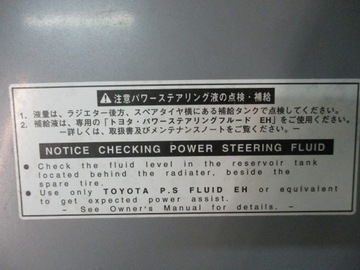 ⚠注意パワーステアリング液の点検・補給
1. 液量は、ラジエター後方、スペアタイヤ横にある補給タンクで点検してください。
2. 補給液は、専用の「トヨタ・パワーステアリングフルード EH」をご使用ください。
―詳しくは、取扱書及びメンテナンスノートをご覧ください。―
NOTICE CHECKING POWER STEERING FLUID
● Check the fluid level in the reservoir tank
located behind the radiater, beside the
spare tire.
● Use only TOYOTA P.S FLUID EH or equivalent
to get expected power assist.
– See Owner's Manual for details. –